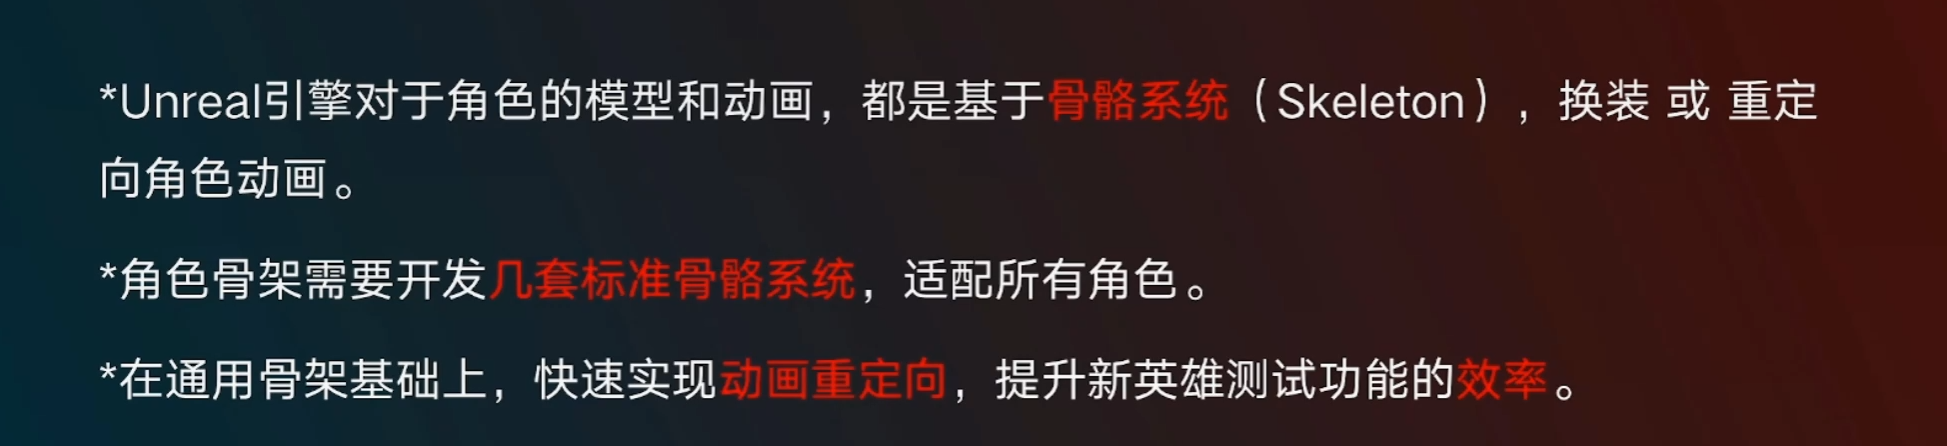 *Unreal引擎对于角色的模型和动画，都是基于骨骼系统（Skeleton），换装 或 重定
向角色动画。
*角色骨架需要开发几套标准骨骼系统，适配所有角色。
*在通用骨架基础上，快速实现动画重定向，提升新英雄测试功能的效率。